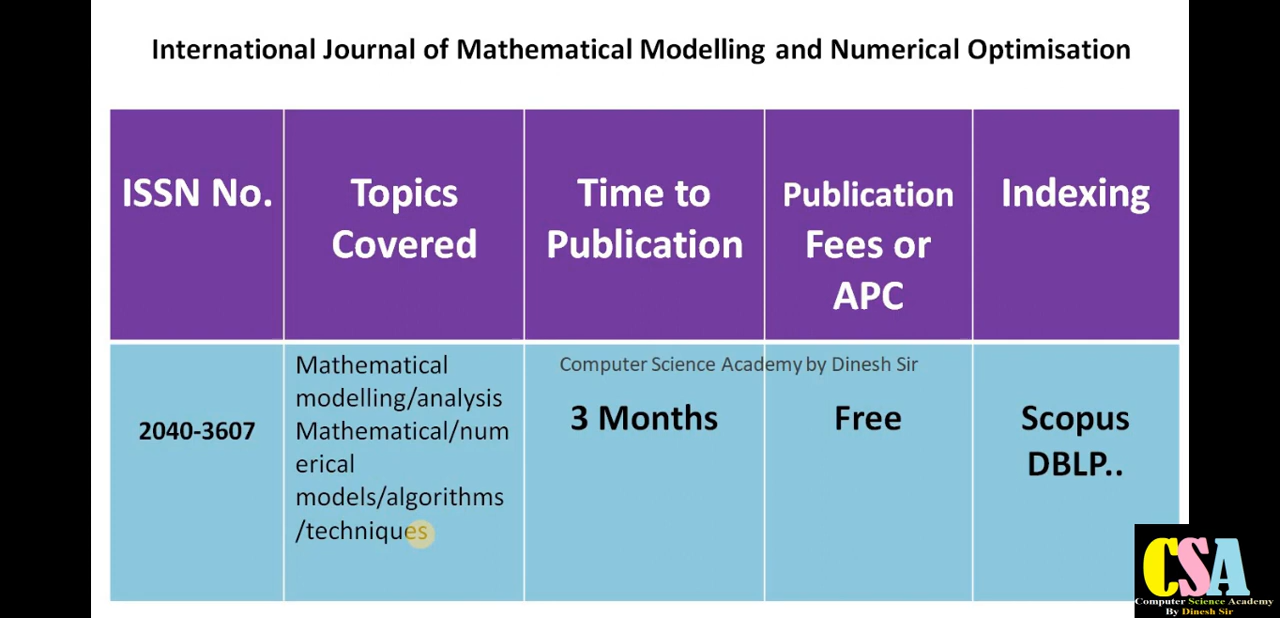 International Journal of Mathematical Modelling and Numerical Optimisation
ISSN No.
Topics
Covered
Time to
Publication
Publication
Fees or
APC
Indexing
2040-3607
Mathematical
modelling/analysis
Mathematical/num
erical
models/algorithms
/techniques
Computer Science Academy by Dinesh Sir
3 Months
Free
Scopus
DBLP..
CSA
Computer Science Academy
By Dinesh Sir